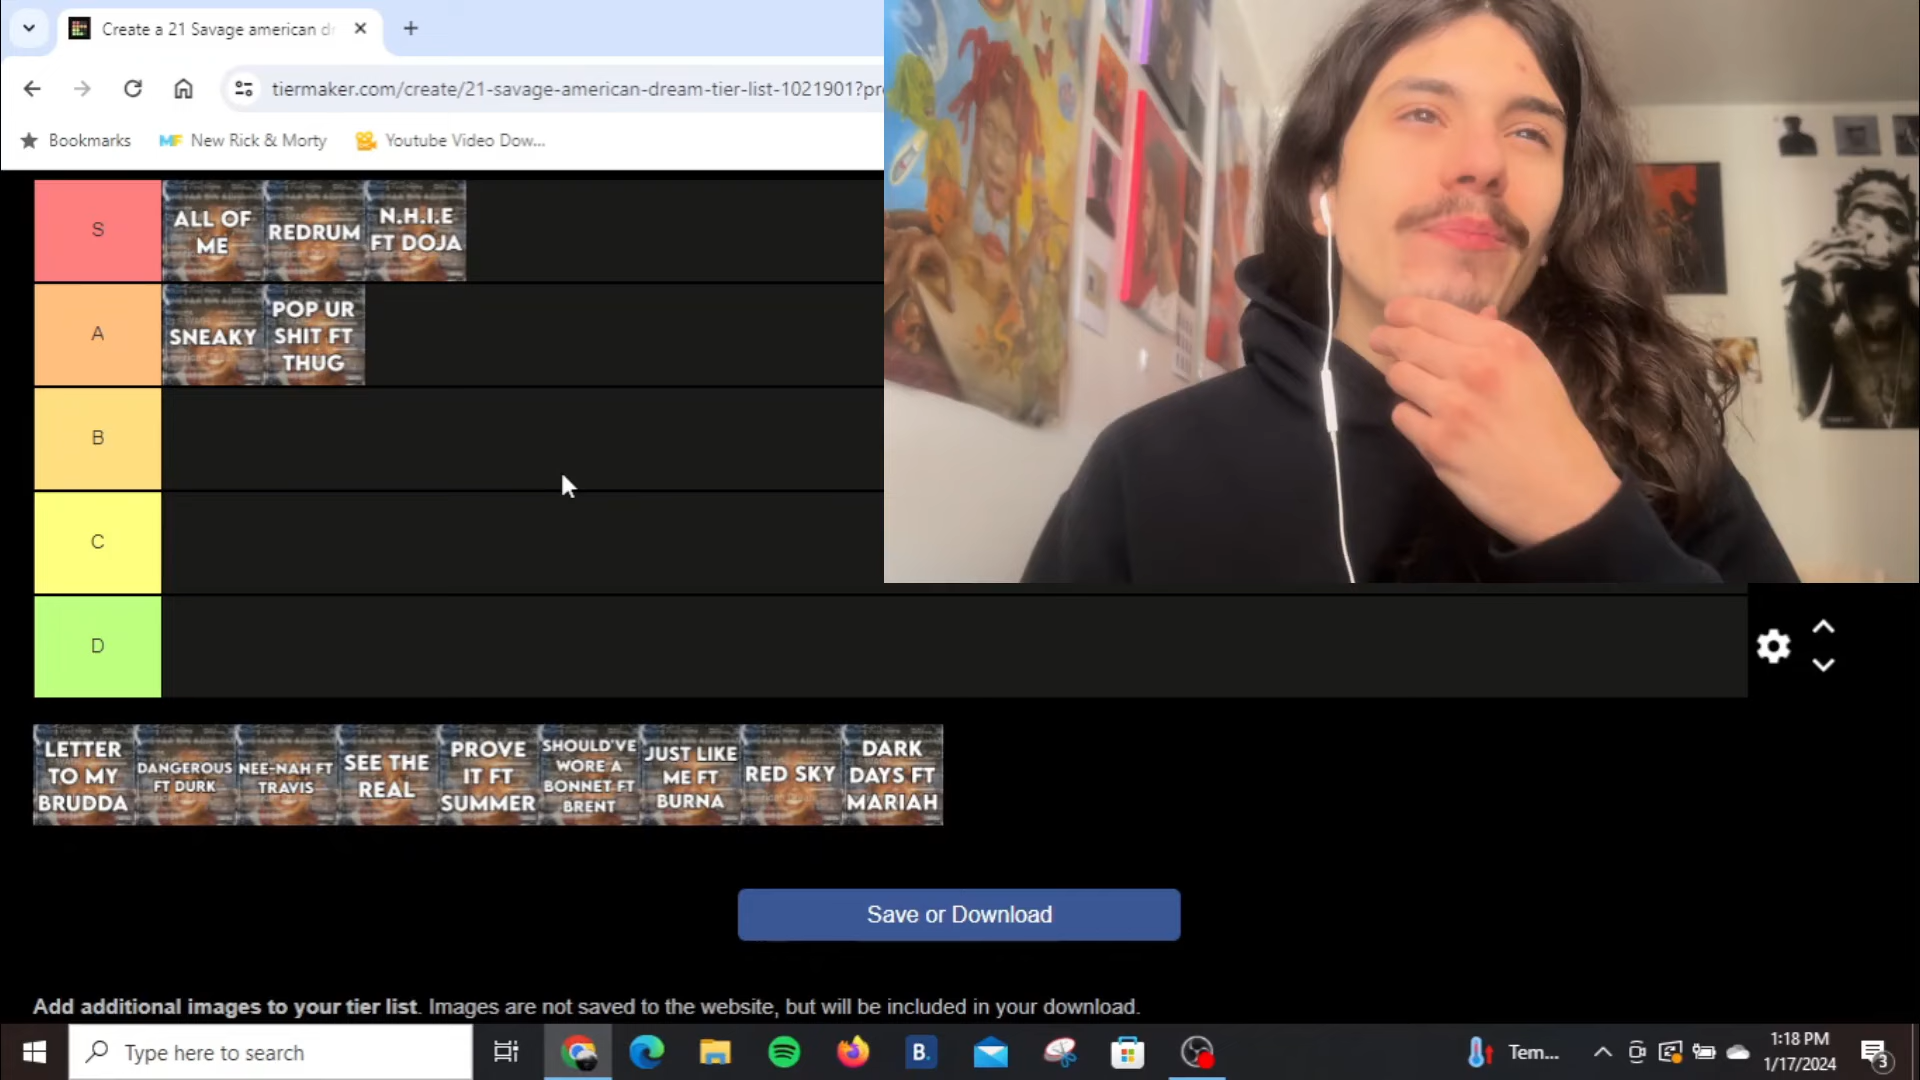 Create a 21 Savage american dr
tiermaker.com/create/21-savage-american-dream-tier-list-1021901?pr
Bookmarks
MF New Rick & Morty
Youtube Video Dow...
S
ALL OF
ME
REDRUM
N.H.I.E
FT DOJA
A
SNEAKY
POP UR
SHIT FT
THUG
B
C
D
LETTER
TO MY
BRUDDA
DANGEROUS
FT DURK
NEE-NAH FT
TRAVIS
SEE THE
REAL
PROVE
IT FT
SUMMER
SHOULD'VE
WORE A
BONNET FT
BRENT
JUST LIKE
ME FT
BURNA
RED SKY
DARK
DAYS FT
MARIAH
Save or Download
Add additional images to your tier list. Images are not saved to the website, but will be included in your download.
Type here to search
B.
Tem...
1:18 PM
1/17/2024
3